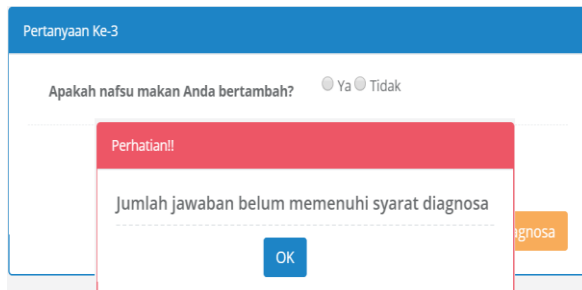 Pertanyaan Ke-3
Apakah nafsu makan Anda bertambah? Ya Tidak
Perhatian!!
Jumlah jawaban belum memenuhi syarat diagnosa
agnosa
OK